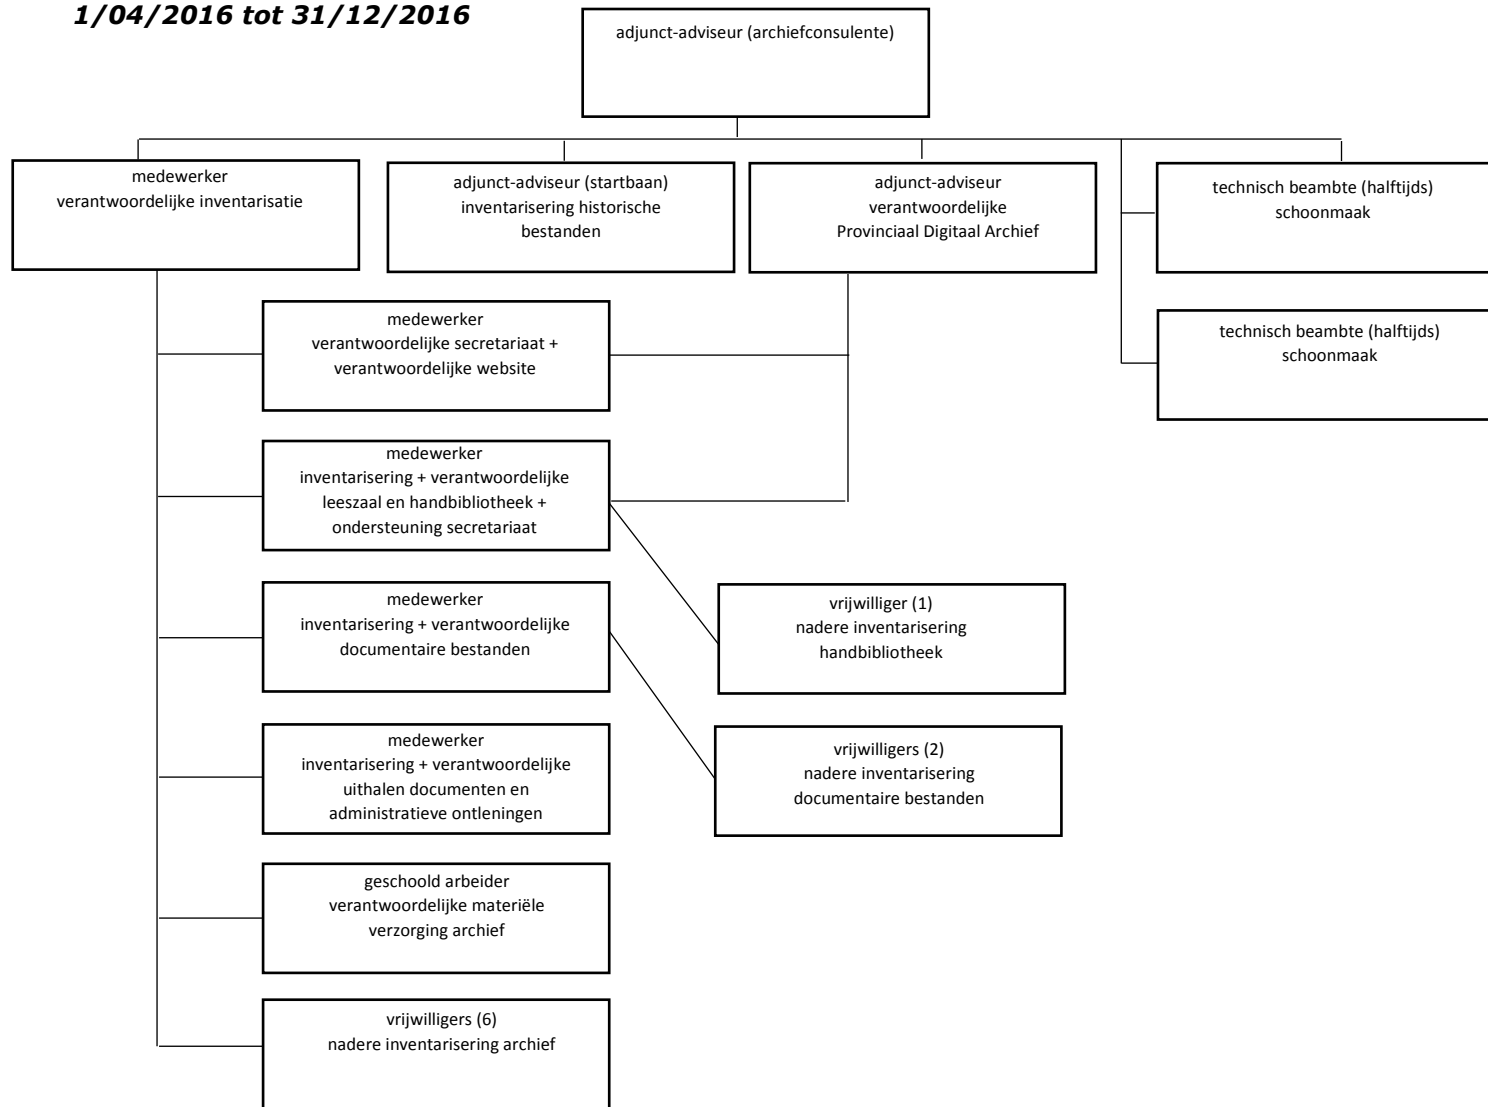 1/04/2016 tot 31/12/2016
adjunct-adviseur (archiefconsulente)
medewerker
verantwoordelijke inventarisatie
adjunct-adviseur (startbaan)
inventarisering historische
bestanden
adjunct-adviseur
verantwoordelijke
Provinciaal Digitaal Archief
technisch beambte (halftijds)
schoonmaak
medewerker
verantwoordelijke secretariaat +
verantwoordelijke website
technisch beambte (halftijds)
schoonmaak
medewerker
inventarisering + verantwoordelijke
leeszaal en handbibliotheek +
ondersteuning secretariaat
medewerker
inventarisering + verantwoordelijke
documentaire bestanden
vrijwilliger (1)
nadere inventarisering
handbibliotheek
medewerker
inventarisering + verantwoordelijke
uithalen documenten en
administratieve ontleningen
vrijwilligers (2)
nadere inventarisering
documentaire bestanden
geschoold arbeider
verantwoordelijke materiële
verzorging archief
vrijwilligers (6)
nadere inventarisering archief